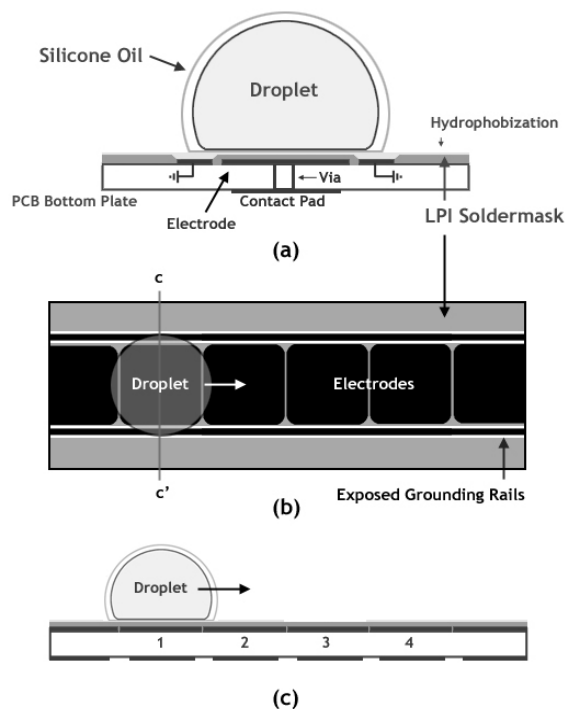 Silicone Oil
Droplet
Hydrophobization
Via
PCB Bottom Plate
Contact Pad
LPI Soldermask
Electrode
(a)
c
Droplet
Electrodes
c'
Exposed Grounding Rails
(b)
Droplet
1 2 3 4
(c)